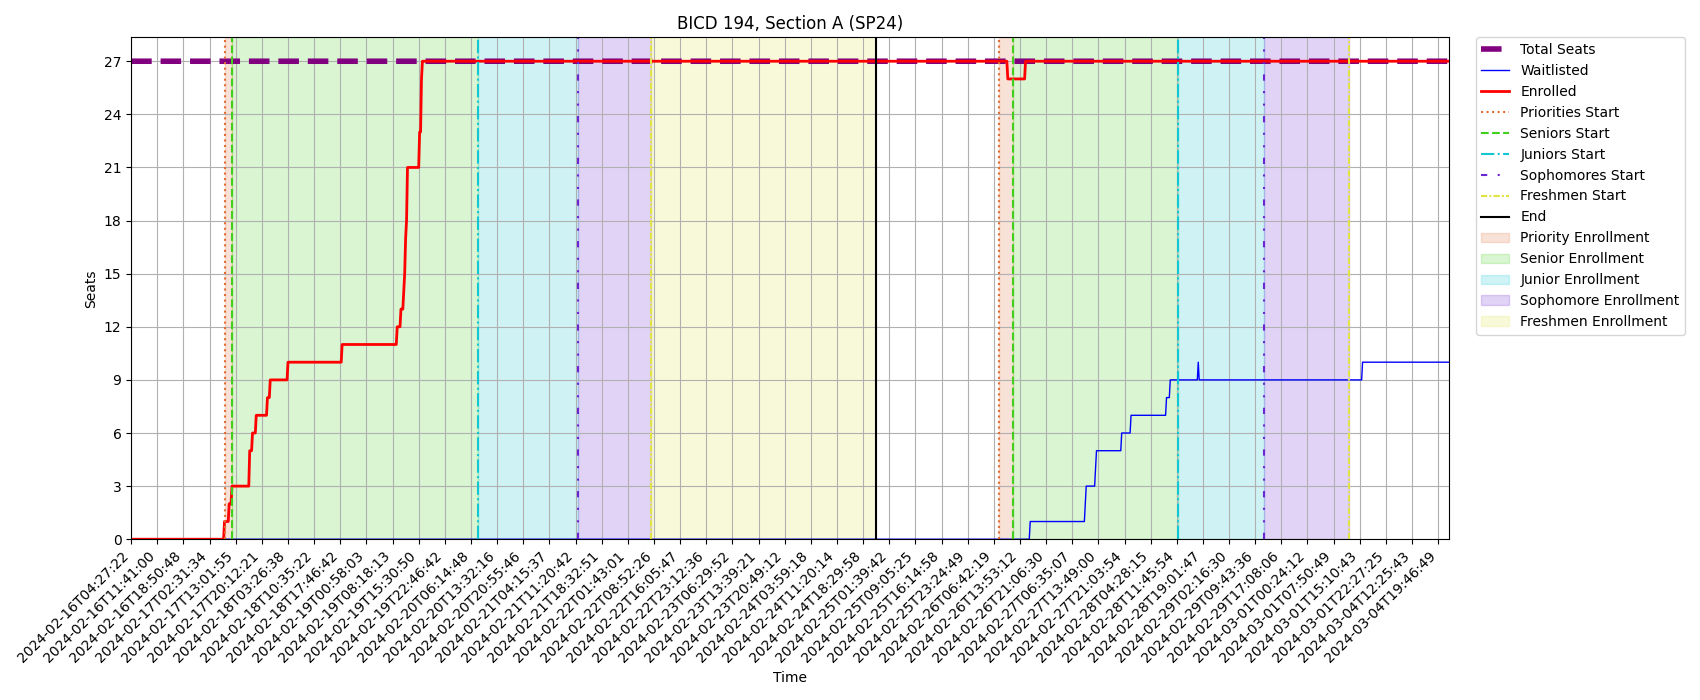 BICD 194, Section A (SP24)
Seats
27
24
21
18
15
12
9
6
3
0
2024-02-16T04:27:22
2024-02-16T11:41:00
2024-02-16T18:50:48
2024-02-17T02:31:34
2024-02-17T13:01:55
2024-02-17T20:12:21
2024-02-18T03:26:38
2024-02-18T10:35:22
2024-02-18T17:46:42
2024-02-19T00:58:03
2024-02-19T08:18:13
2024-02-19T15:30:50
2024-02-19T22:46:42
2024-02-20T06:14:48
2024-02-20T13:32:16
2024-02-20T20:55:46
2024-02-21T04:15:37
2024-02-21T11:20:42
2024-02-21T18:32:51
2024-02-22T01:43:01
2024-02-22T08:52:26
2024-02-22T16:05:47
2024-02-22T23:12:36
2024-02-23T06:29:52
2024-02-23T13:39:21
2024-02-23T20:49:12
2024-02-24T03:59:18
2024-02-24T11:20:14
2024-02-24T18:29:58
2024-02-25T01:39:42
2024-02-25T09:05:25
2024-02-25T16:14:58
2024-02-25T23:24:49
2024-02-26T06:42:19
2024-02-26T13:53:12
2024-02-26T21:06:30
2024-02-27T06:35:07
2024-02-27T13:49:00
2024-02-27T21:03:54
2024-02-28T04:28:15
2024-02-28T11:45:54
2024-02-28T19:01:47
2024-02-29T02:16:30
2024-02-29T09:43:36
2024-02-29T17:08:06
2024-03-01T00:24:12
2024-03-01T07:50:49
2024-03-01T15:10:43
2024-03-01T22:27:25
2024-03-04T12:25:43
2024-03-04T19:46:49
Time
Total Seats
Waitlisted
Enrolled
Priorities Start
Seniors Start
Juniors Start
Sophomores Start
Freshmen Start
End
Priority Enrollment
Senior Enrollment
Junior Enrollment
Sophomore Enrollment
Freshmen Enrollment